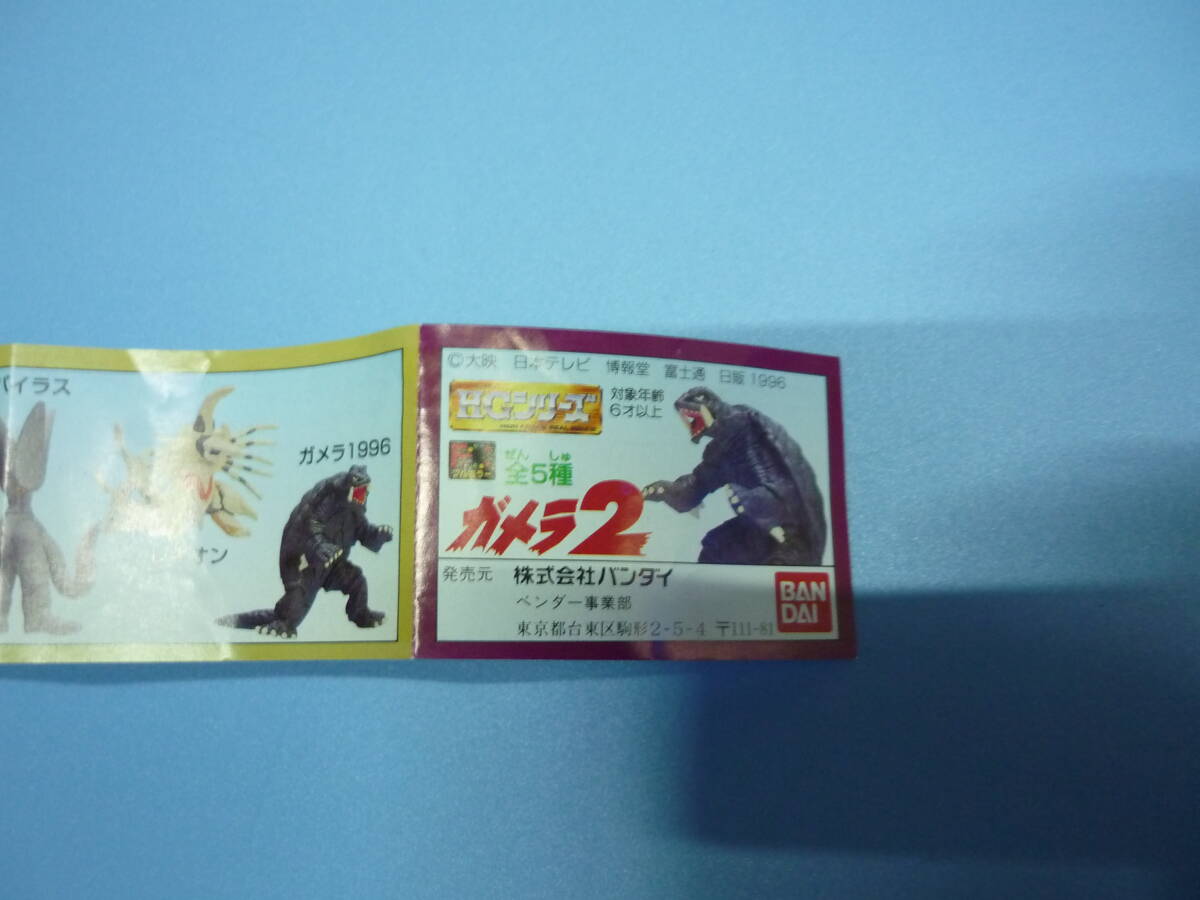 バイラス
オン
ガメラ1996
©大映 日本テレビ 博報堂 富士通 日販 1996
HGシリーズ
対象年齢
6才以上
ぜん しゅ
全5種
ガメラ2
発売元 株式会社バンダイ
ベンダー事業部
東京都台東区駒形2-5-4 〒111-81
BAN
DAI